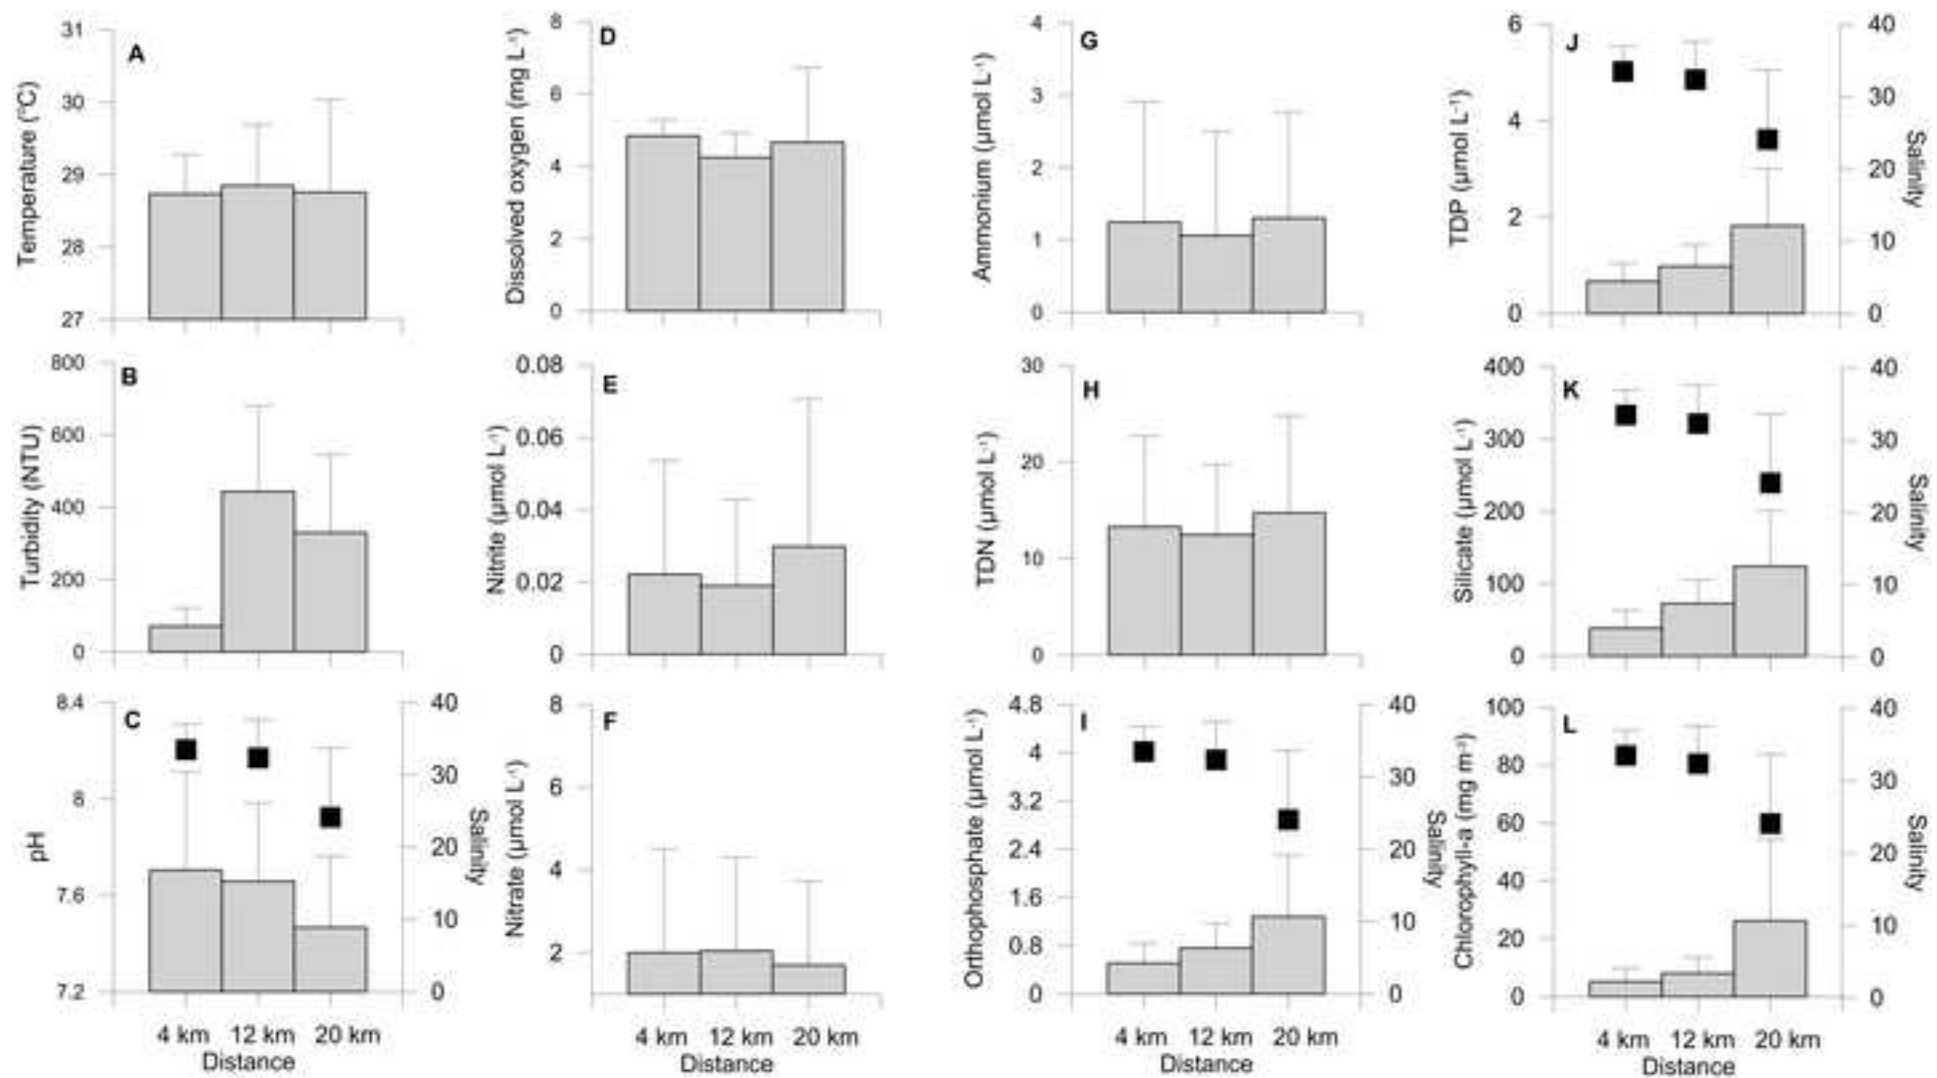 A
Temperature (°C)
31
30
29
28
27
D
Dissolved oxygen (mg L⁻¹)
8
6
4
2
0
G
Ammonium (µmol L⁻¹)
4
3
2
1
0
J
TDP (µmol L⁻¹)
6
4
2
0
40
30
20
10
0
Salinity
B
Turbidity (NTU)
800
600
400
200
0
E
Nitrite (µmol L⁻¹)
0.08
0.06
0.04
0.02
0
H
TDN (µmol L⁻¹)
30
20
10
0
K
Silicate (µmol L⁻¹)
400
300
200
100
0
40
30
20
10
0
Salinity
C
pH
8.4
8
7.6
7.2
40
30
20
10
0
Salinity
4 km 12 km 20 km
Distance
F
Nitrate (µmol L⁻¹)
8
6
4
2
4 km 12 km 20 km
Distance
I
Orthophosphate (µmol L⁻¹)
4.8
4
3.2
2.4
1.6
0.8
0
40
30
20
10
0
Salinity
4 km 12 km 20 km
Distance
L
Chlorophyll-a (mg m⁻³)
100
80
60
40
20
0
40
30
20
10
0
Salinity
4 km 12 km 20 km
Distance